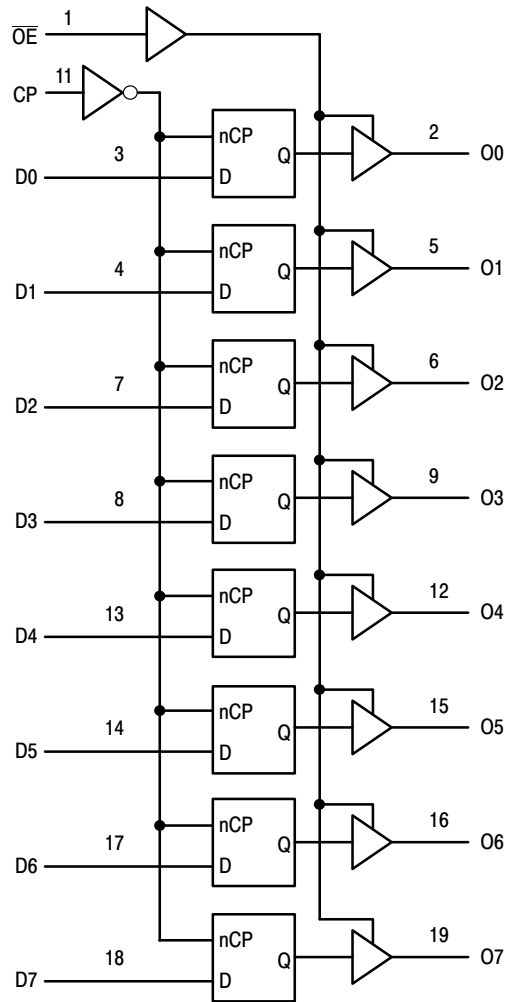 1
O̅E̅
11
CP
nCP
3 Q 2 O0
D0 D
nCP
4 Q 5 O1
D1 D
nCP
7 Q 6 O2
D2 D
nCP
8 Q 9 O3
D3 D
nCP
13 Q 12 O4
D4 D
nCP
14 Q 15 O5
D5 D
nCP
17 Q 16 O6
D6 D
nCP
18 Q 19 O7
D7 D